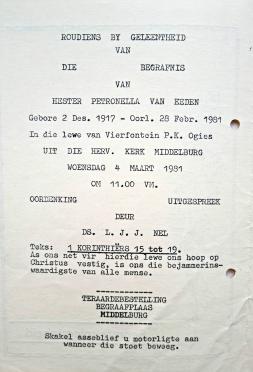 ROUDIENS BY GELEENTHEID
VAN
DIE BEGRAFNIS
VAN
HESTER PETRONELLA VAN EEDEN
Gebore 2 Des. 1917 - Oorl. 28 Febr. 1981
In die lewe van Vierfontein P.K. Ogies
UIT DIE HERV. KERK MIDDELBURG
WOENSDAG 4 MAART 1981
OM 11.00 VM.
OORDENKING UITGESPREEK
DEUR
DS. L. J. J. NEL
Teks: 1 KORINTHIËRS 15 tot 19.
As ons net vir hierdie lewe ons hoop op
Christus vestig, is ons die bejammerins-
waardigste van alle mense.
TERAARDEBESTELLING
BEGRAAFPLAAS
MIDDELBURG
Skakel asseblief u motorligte aan
wanneer die stoet beweeg.